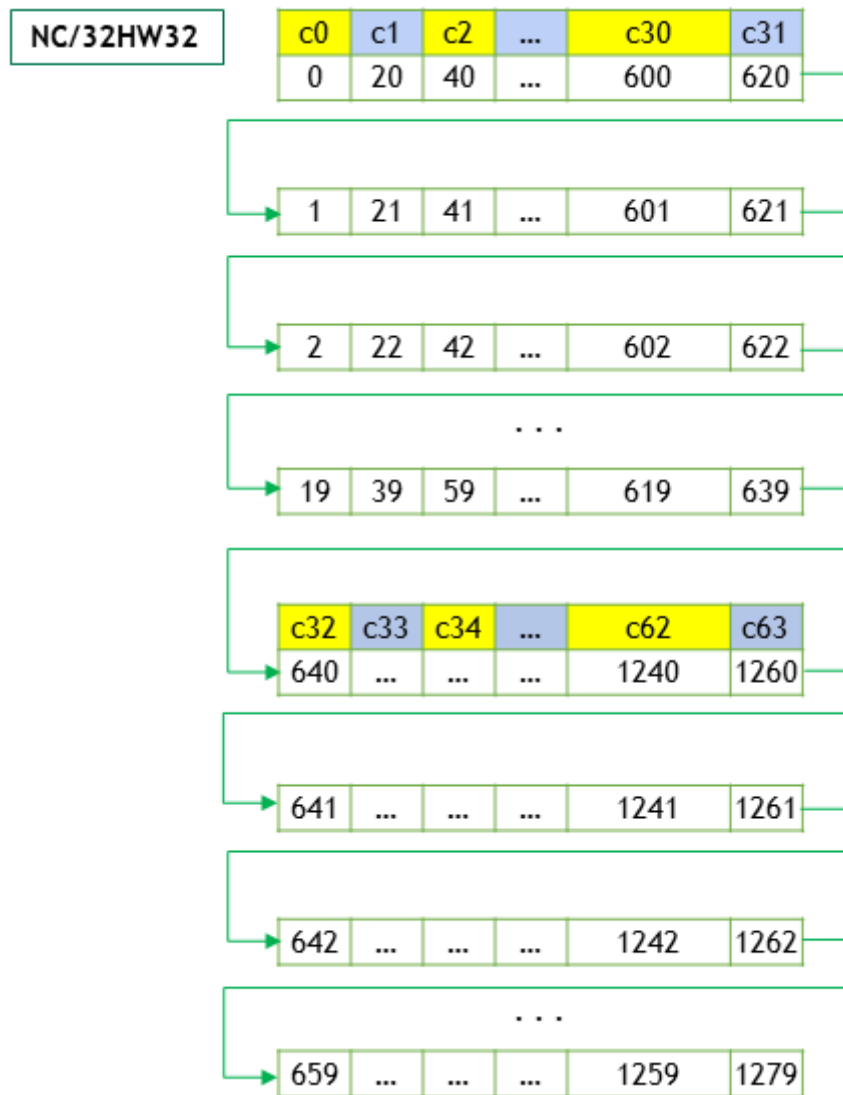 NC/32HW32
c0 c1 c2 ... c30 c31
0 20 40 ... 600 620
1 21 41 ... 601 621
2 22 42 ... 602 622
. . .
19 39 59 ... 619 639
c32 c33 c34 ... c62 c63
640 ... ... ... 1240 1260
641 ... ... ... 1241 1261
642 ... ... ... 1242 1262
. . .
659 ... ... ... 1259 1279